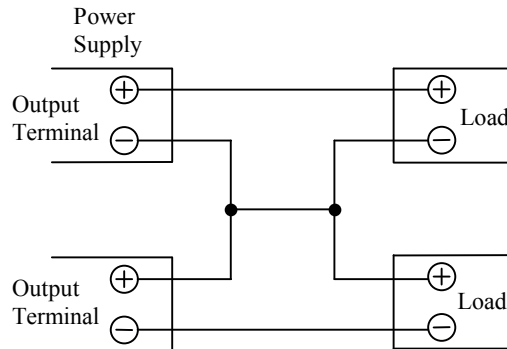 Power
Supply
Output
Terminal
+
−
+
−
Load
Output
Terminal
+
−
+
−
Load